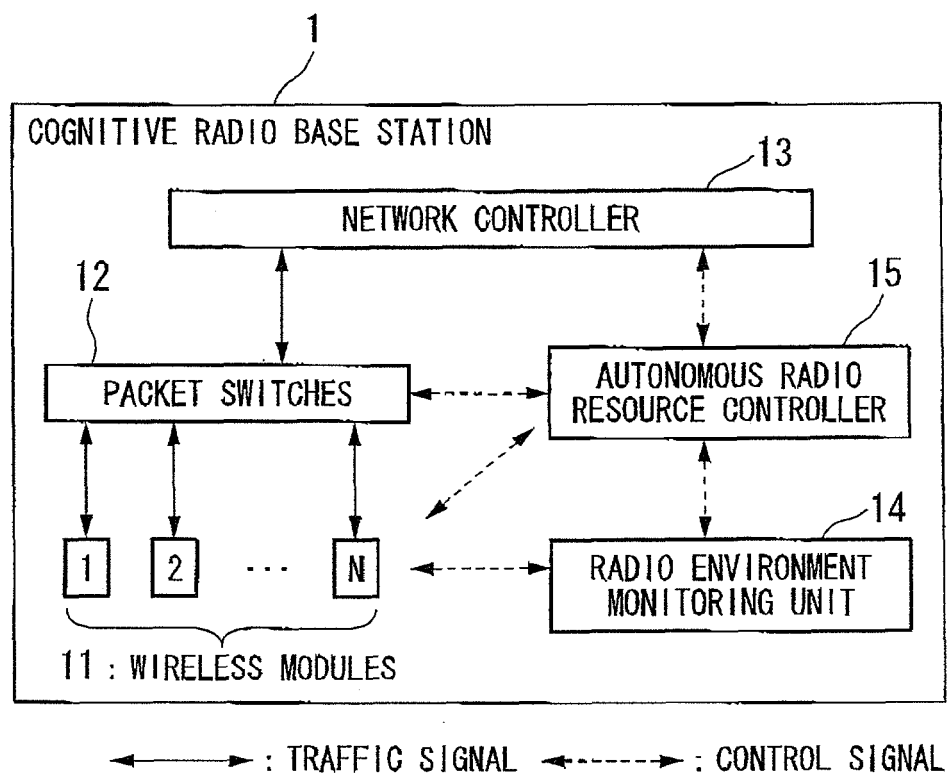 1
COGNITIVE RADIO BASE STATION
13
NETWORK CONTROLLER
12
15
PACKET SWITCHES
AUTONOMOUS RADIO
RESOURCE CONTROLLER
14
1 2 ... N
RADIO ENVIRONMENT
MONITORING UNIT
11 : WIRELESS MODULES
: TRAFFIC SIGNAL : CONTROL SIGNAL